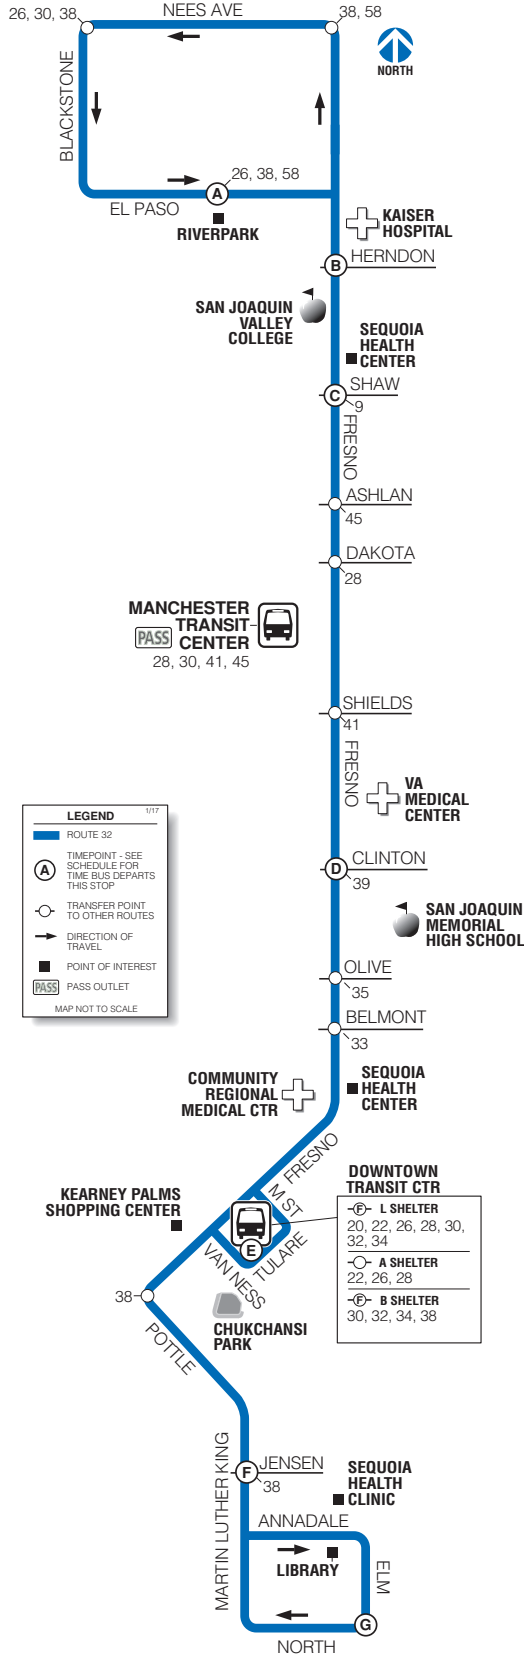 26, 30, 38
NEES AVE
38, 58
NORTH
BLACKSTONE
26, 38, 58
A
EL PASO
RIVERPARK
KAISER
HOSPITAL
B
HERNDON
SAN JOAQUIN
VALLEY
COLLEGE
SEQUOIA
HEALTH
CENTER
SHAW
C
9
FRESNO
ASHLAN
45
DAKOTA
28
MANCHESTER
TRANSIT
PASS
CENTER
28, 30, 41, 45
SHIELDS
41
FRESNO
VA
MEDICAL
CENTER
LEGEND
1/17
ROUTE 32
A
TIMEPOINT - SEE
SCHEDULE FOR
TIME BUS DEPARTS
THIS STOP
TRANSFER POINT
TO OTHER ROUTES
DIRECTION OF
TRAVEL
POINT OF INTEREST
PASS
PASS OUTLET
MAP NOT TO SCALE
CLINTON
D
39
SAN JOAQUIN
MEMORIAL
HIGH SCHOOL
OLIVE
35
BELMONT
33
COMMUNITY
REGIONAL
MEDICAL CTR
SEQUOIA
HEALTH
CENTER
FRESNO
M ST
KEARNEY PALMS
SHOPPING CENTER
E
VAN NESS
TULARE
DOWNTOWN
TRANSIT CTR
F L SHELTER
20, 22, 26, 28, 30,
32, 34
A SHELTER
22, 26, 28
F B SHELTER
30, 32, 34, 38
38
CHUKCHANSI
PARK
POTTLE
MARTIN LUTHER KING
JENSEN
F
38
SEQUOIA
HEALTH
CLINIC
ANNADALE
LIBRARY
ELM
G
NORTH